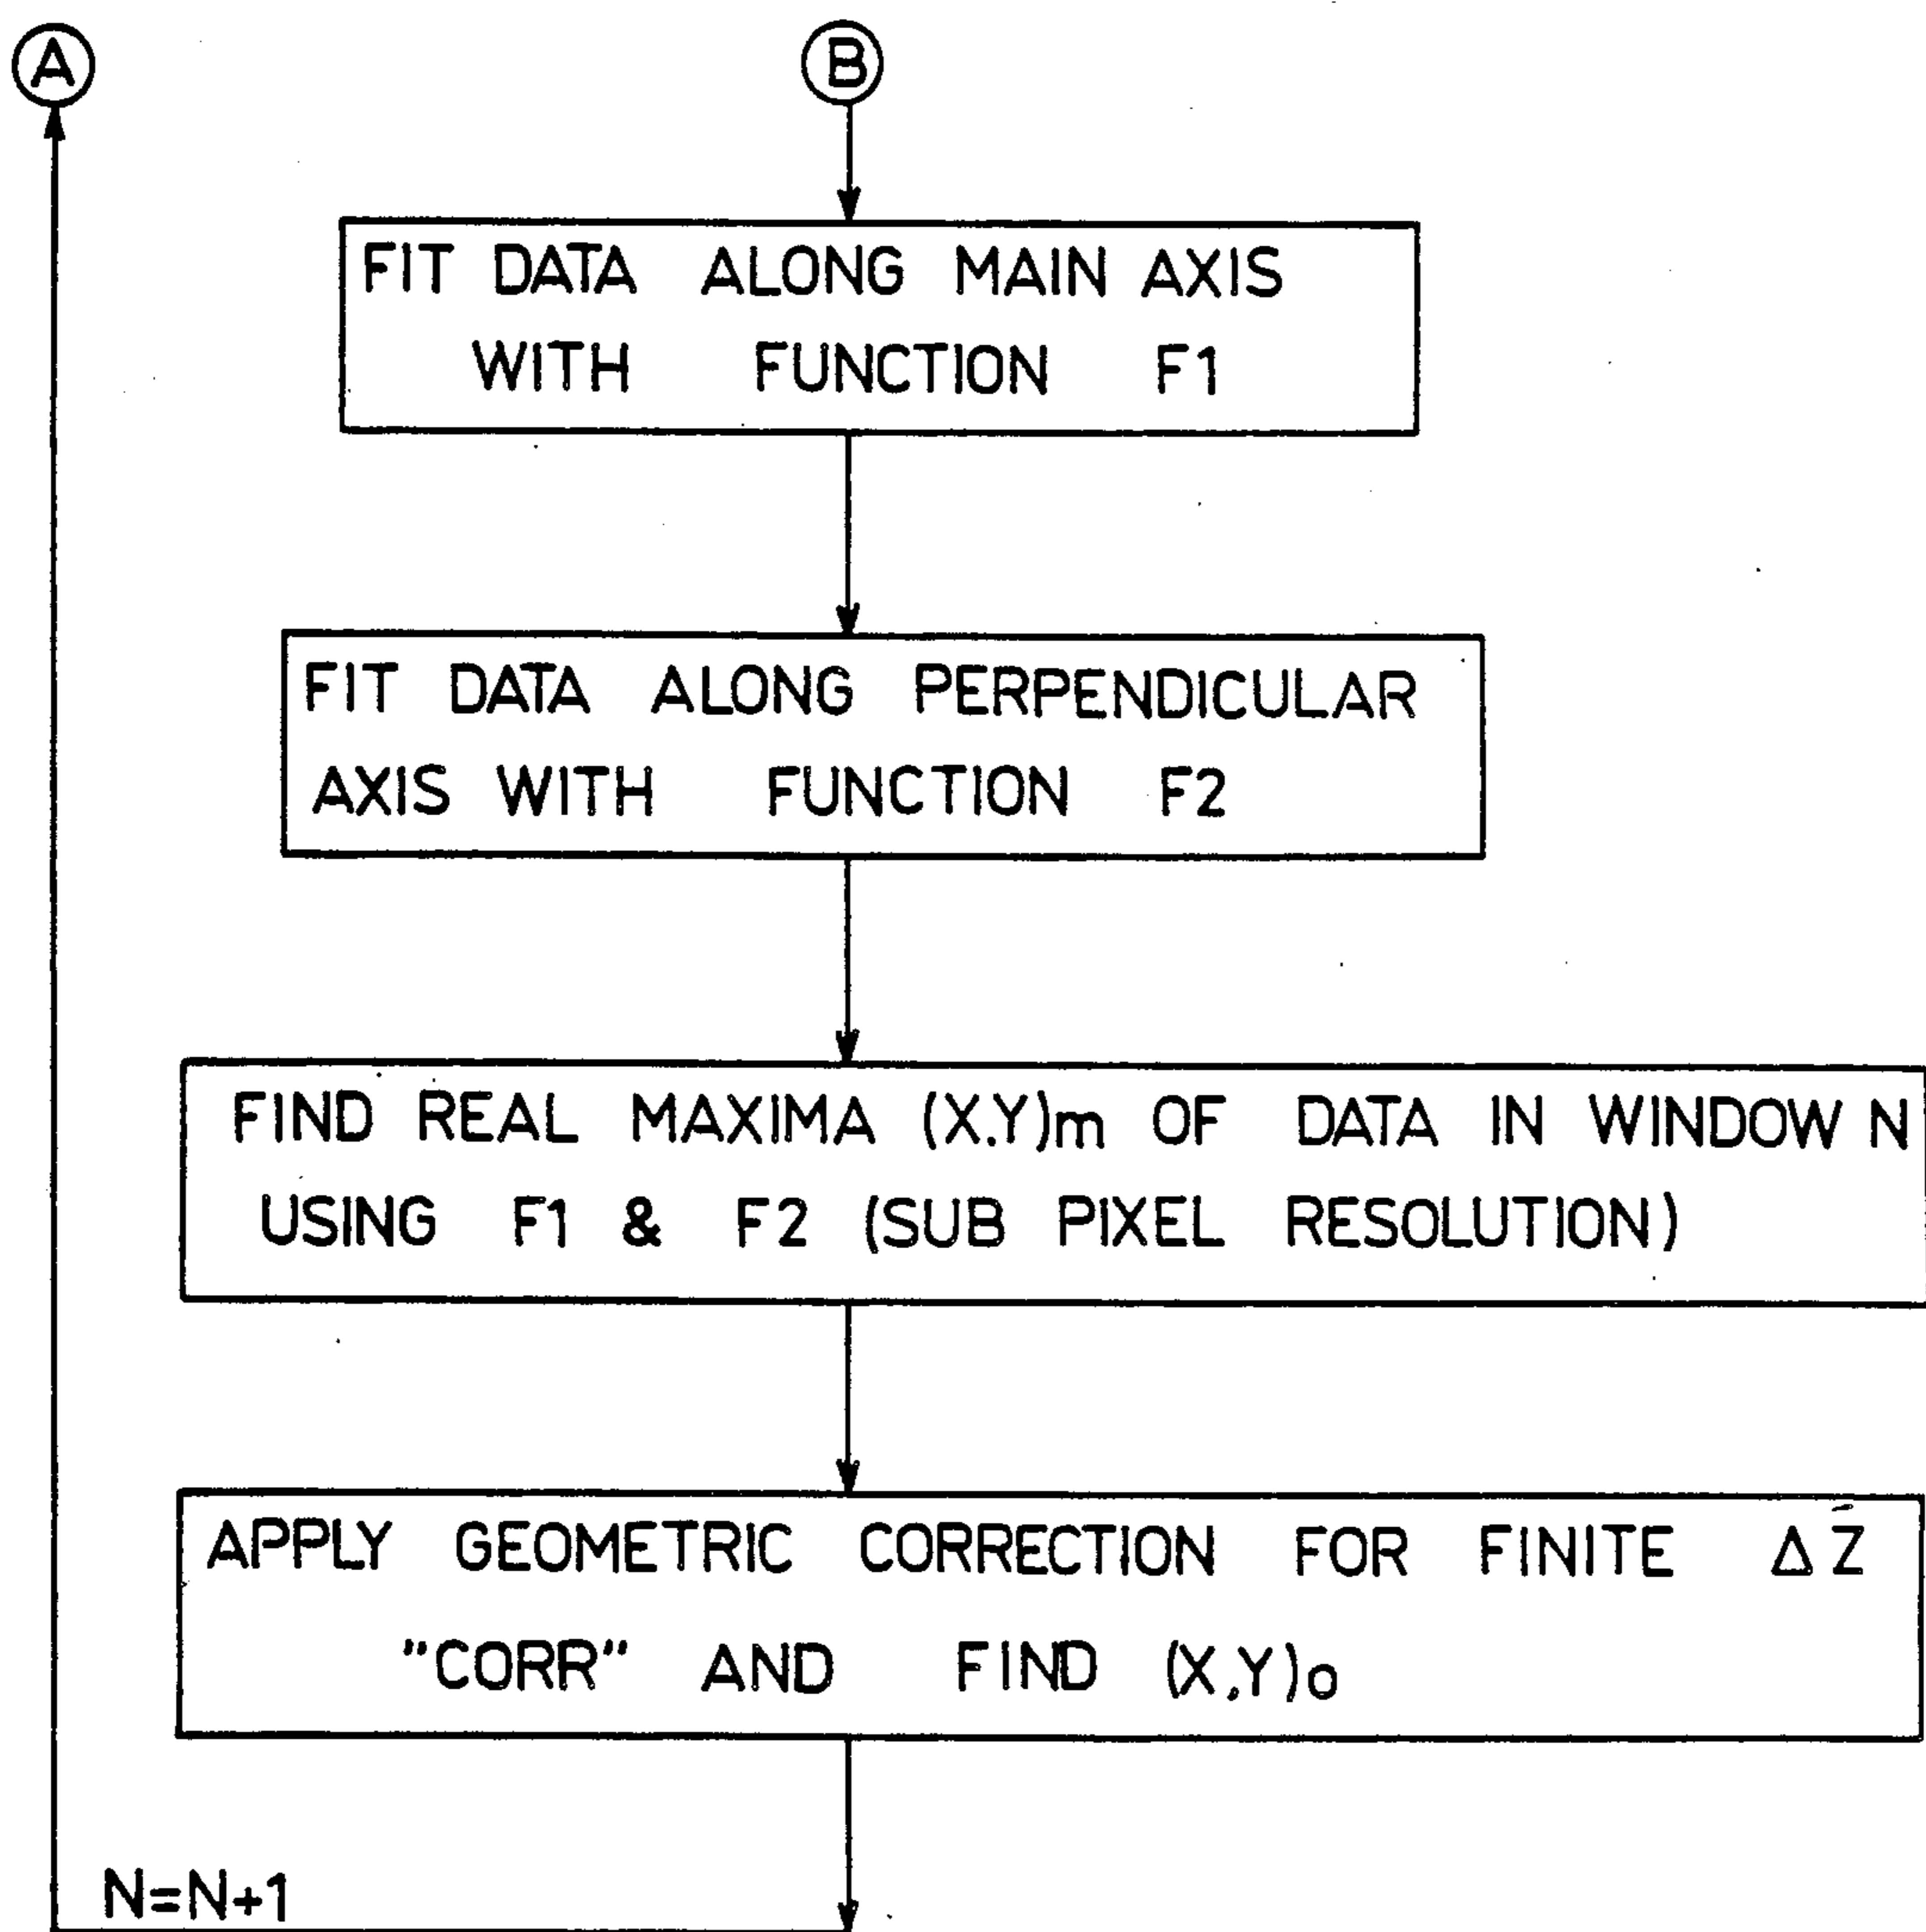 A
B
FIT DATA ALONG MAIN AXIS
WITH FUNCTION F1
FIT DATA ALONG PERPENDICULAR
AXIS WITH FUNCTION F2
FIND REAL MAXIMA (X,Y)m OF DATA IN WINDOW N
USING F1 & F2 (SUB PIXEL RESOLUTION)
APPLY GEOMETRIC CORRECTION FOR FINITE Δ Z
"CORR" AND FIND (X,Y)o
N=N+1